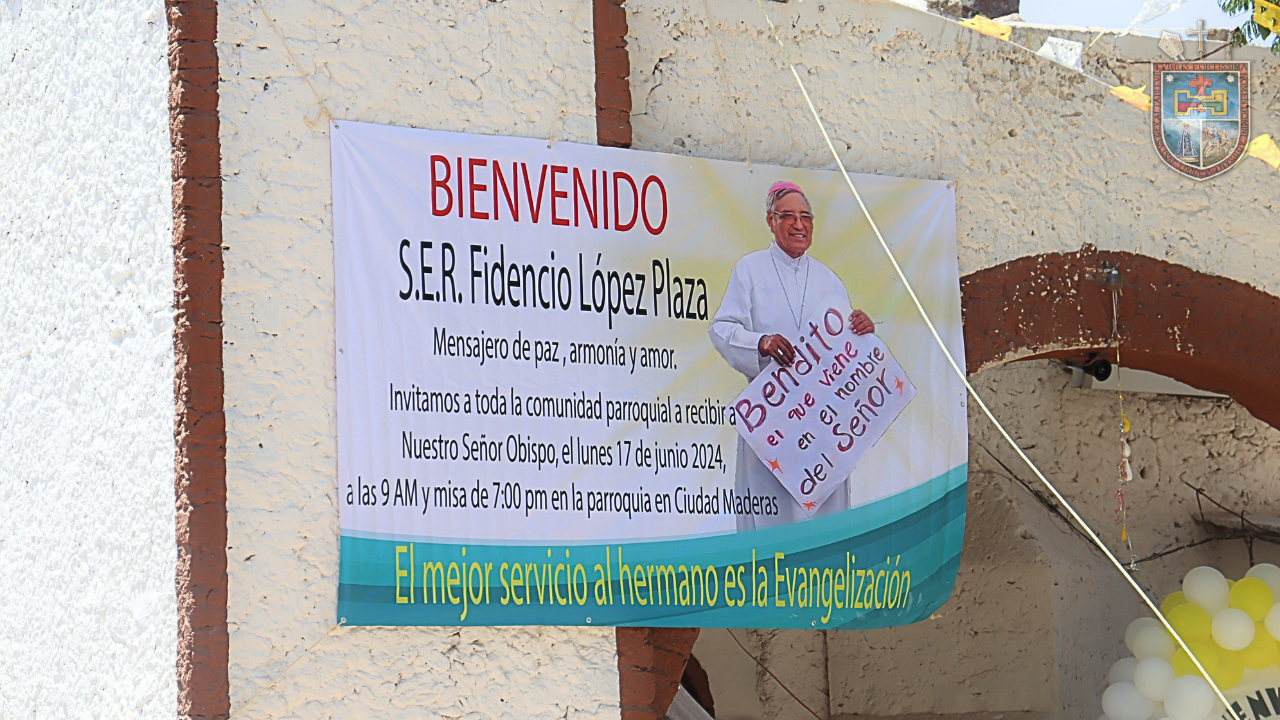 BIENVENIDO
S.E.R. Fidencio López Plaza
Mensajero de paz , armonía y amor.
Invitamos a toda la comunidad parroquial a recibir a
Nuestro Señor Obispo, el lunes 17 de junio 2024,
a las 9 AM y misa de 7:00 pm en la parroquia en Ciudad Maderas
El mejor servicio al hermano es la Evangelización
Bendito
el que viene
en el nombre
del Señor